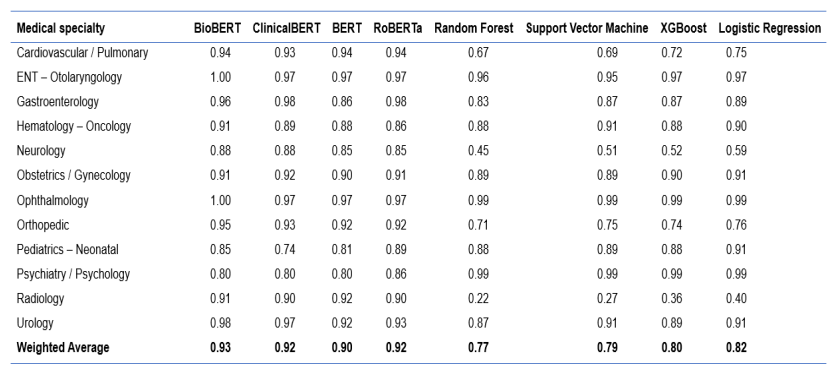 Medical specialty BioBERT ClinicalBERT BERT RoBERTa Random Forest Support Vector Machine XGBoost Logistic Regression
Cardiovascular / Pulmonary 0.94 0.93 0.94 0.94 0.67 0.69 0.72 0.75
ENT – Otolaryngology 1.00 0.97 0.97 0.97 0.96 0.95 0.97 0.97
Gastroenterology 0.96 0.98 0.86 0.98 0.83 0.87 0.87 0.89
Hematology – Oncology 0.91 0.89 0.88 0.86 0.88 0.91 0.88 0.90
Neurology 0.88 0.88 0.85 0.85 0.45 0.51 0.52 0.59
Obstetrics / Gynecology 0.91 0.92 0.90 0.91 0.89 0.89 0.90 0.91
Ophthalmology 1.00 0.97 0.97 0.97 0.99 0.99 0.99 0.99
Orthopedic 0.95 0.93 0.92 0.92 0.71 0.75 0.74 0.76
Pediatrics – Neonatal 0.85 0.74 0.81 0.89 0.88 0.89 0.88 0.91
Psychiatry / Psychology 0.80 0.80 0.80 0.86 0.99 0.99 0.99 0.99
Radiology 0.91 0.90 0.92 0.90 0.22 0.27 0.36 0.40
Urology 0.98 0.97 0.92 0.93 0.87 0.91 0.89 0.91
Weighted Average 0.93 0.92 0.90 0.92 0.77 0.79 0.80 0.82